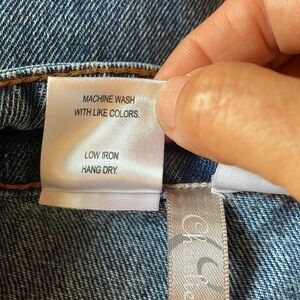 MACHINE WASH
WITH LIKE COLORS.
LOW IRON
HANG DRY.